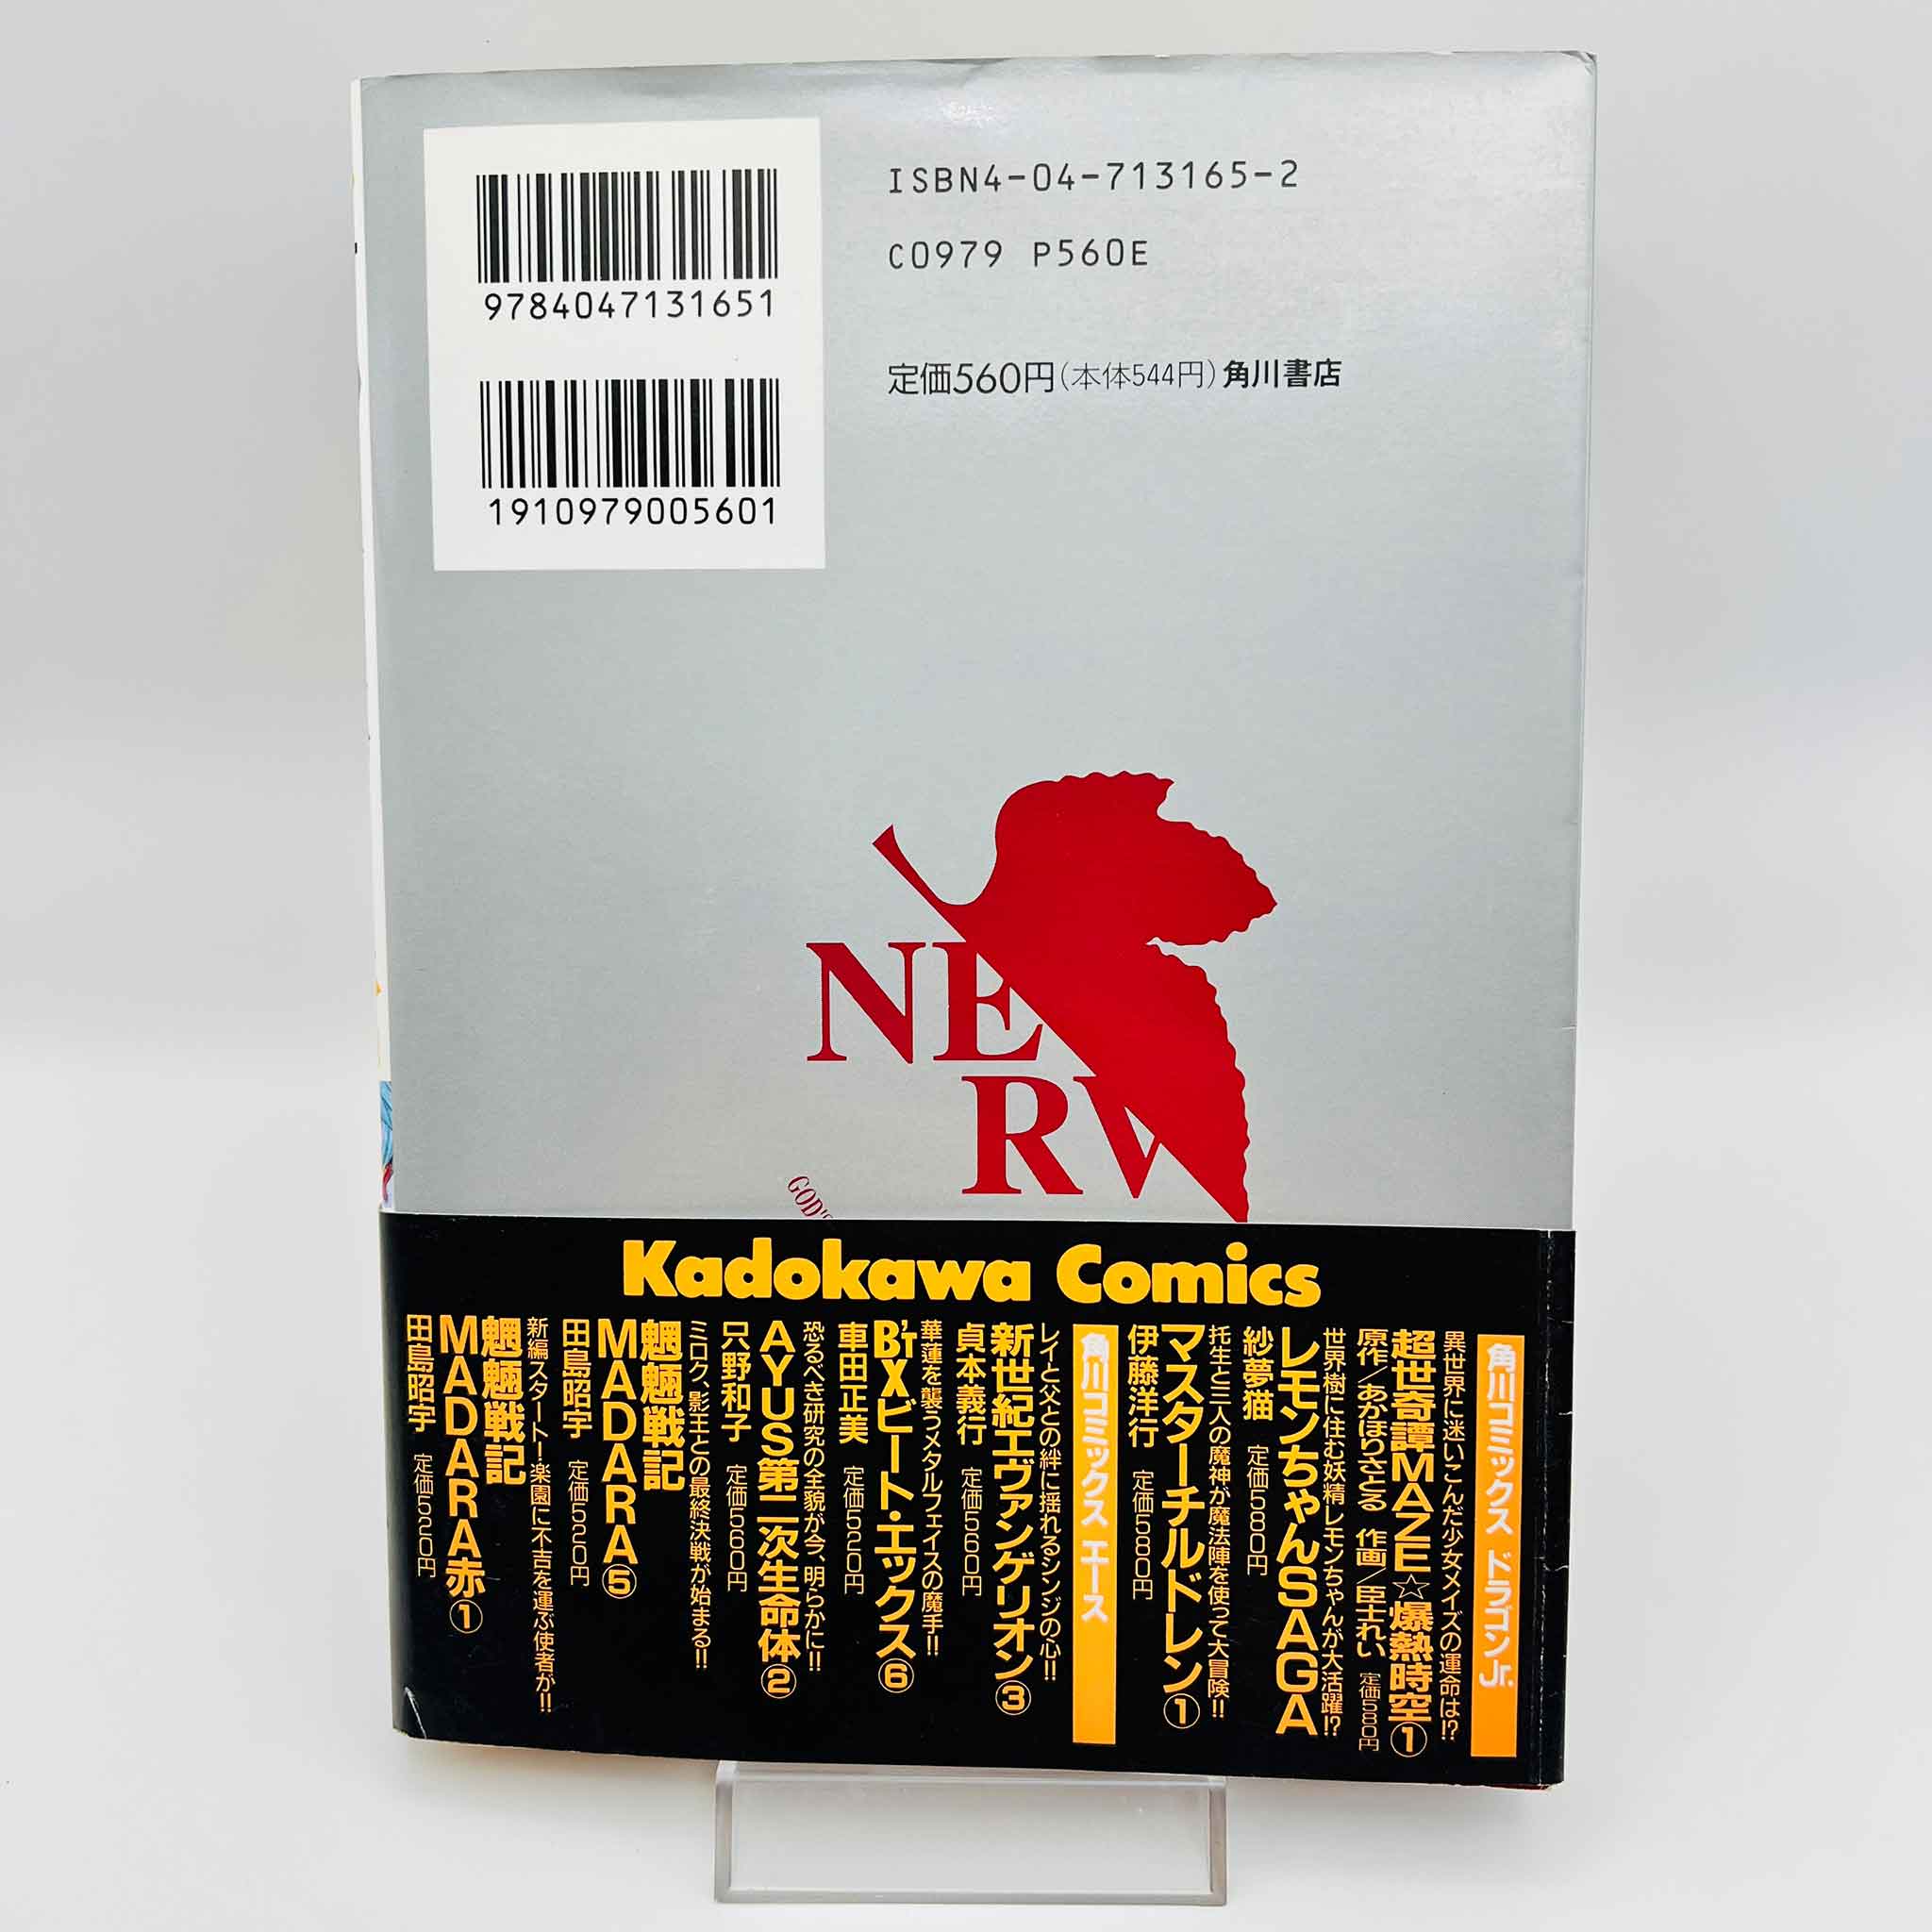 9784047131651
1910979005601
ISBN4-04-713165-2
C0979 P560E
定価560円(本体544円)角川書店
NE
RV
GOD'S
Kadokawa Comics
角川コミックス ドラゴンJr.
異世界に迷いこんだ少女メイズの運命は!?
超世奇譚MAZE☆爆熱時空①
原作/あかほりさとる 作画/臣士れい 定価580円
世界樹に住む妖精レモンちゃんが大活躍!?
レモンちゃんSAGA
紗夢猫 定価580円
托生と三人の魔神が魔法陣を使って大冒険!!
マスターチルドレン①
伊藤洋行 定価580円
角川コミックス エース
レイと父との絆に揺れるシンジの心!!
新世紀エヴァンゲリオン③
貞本義行 定価560円
華蓮を襲うメタルフェイスの魔手!!
B'TXビート・エックス⑥
車田正美 定価520円
恐るべき研究の全貌が今、明らかに!!
AYUS第二次生命体②
只野和子 定価560円
ミロク、影王との最終決戦が始まる!!
魍魎戦記
MADARA⑤
田島昭宇 定価520円
新編スタート!楽園に不吉を運ぶ使者が!!
魍魎戦記
MADARA赤①
田島昭宇 定価520円